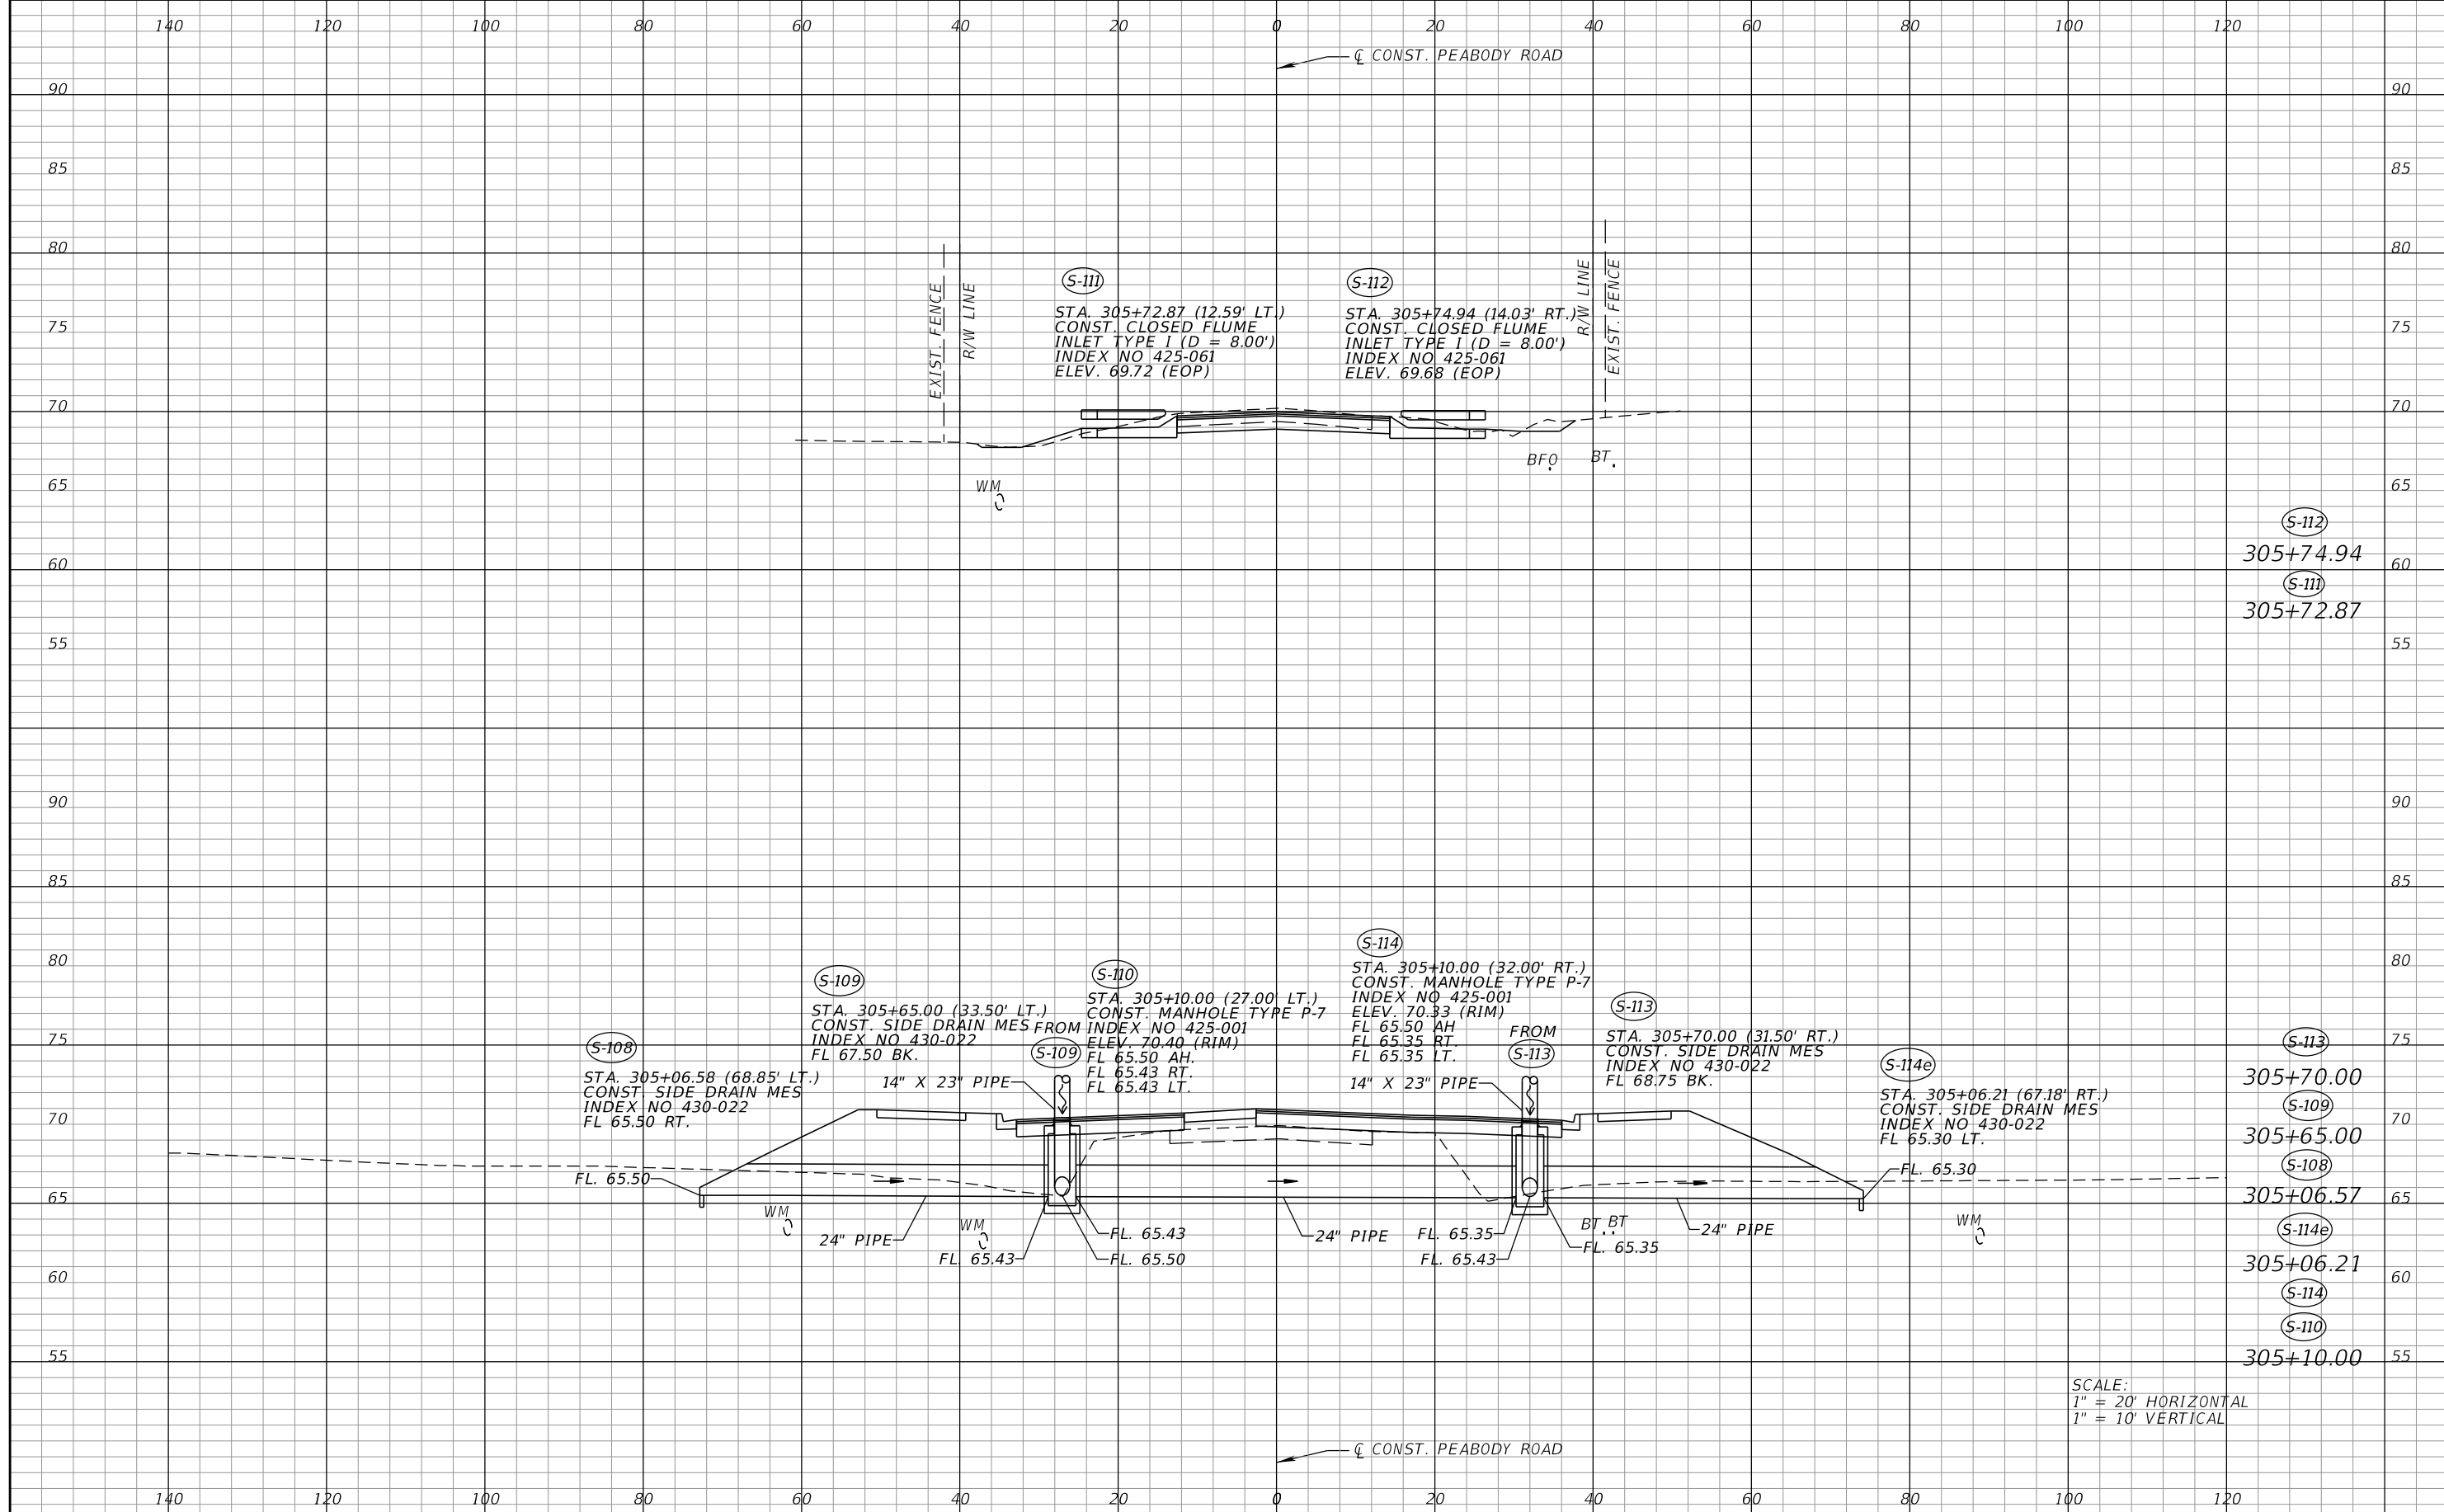 140 120 100 80 60 40 20 0 20 40 60 80 100 120
℄ CONST. PEABODY ROAD
90 90
85 85
80 80
75 75
70 70
65 65
60 60
55 55
EXIST. FENCE
R/W LINE
S-111
STA. 305+72.87 (12.59' LT.)
CONST. CLOSED FLUME
INLET TYPE I (D = 8.00')
INDEX NO 425-061
ELEV. 69.72 (EOP)
S-112
STA. 305+74.94 (14.03' RT.)
CONST. CLOSED FLUME
INLET TYPE I (D = 8.00')
INDEX NO 425-061
ELEV. 69.68 (EOP)
R/W LINE
EXIST. FENCE
WM
BFO
BT
S-112
305+74.94
S-111
305+72.87
90 90
85 85
80 80
75 75
70 70
65 65
60 60
55 55
S-108
STA. 305+06.58 (68.85' LT.)
CONST. SIDE DRAIN MES
INDEX NO 430-022
FL 65.50 RT.
S-109
STA. 305+65.00 (33.50' LT.)
CONST. SIDE DRAIN MES
INDEX NO 430-022
FL 67.50 BK.
14" X 23" PIPE
FROM
S-109
S-110
STA. 305+10.00 (27.00' LT.)
CONST. MANHOLE TYPE P-7
INDEX NO 425-001
ELEV. 70.40 (RIM)
FL 65.50 AH.
FL 65.43 RT.
FL 65.43 LT.
S-114
STA. 305+10.00 (32.00' RT.)
CONST. MANHOLE TYPE P-7
INDEX NO 425-001
ELEV. 70.33 (RIM)
FL 65.50 AH
FL 65.35 RT.
FL 65.35 LT.
14" X 23" PIPE
FROM
S-113
S-113
STA. 305+70.00 (31.50' RT.)
CONST. SIDE DRAIN MES
INDEX NO 430-022
FL 68.75 BK.
S-114e
STA. 305+06.21 (67.18' RT.)
CONST. SIDE DRAIN MES
INDEX NO 430-022
FL 65.30 LT.
FL. 65.50
FL. 65.30
WM
24" PIPE
WM
FL. 65.43
FL. 65.43
FL. 65.50
24" PIPE
FL. 65.35
FL. 65.43
BT BT
FL. 65.35
24" PIPE
WM
S-113
305+70.00
S-109
305+65.00
S-108
305+06.57
S-114e
305+06.21
S-114
S-110
305+10.00
SCALE:
1" = 20' HORIZONTAL
1" = 10' VERTICAL
℄ CONST. PEABODY ROAD
140 120 100 80 60 40 20 0 20 40 60 80 100 120